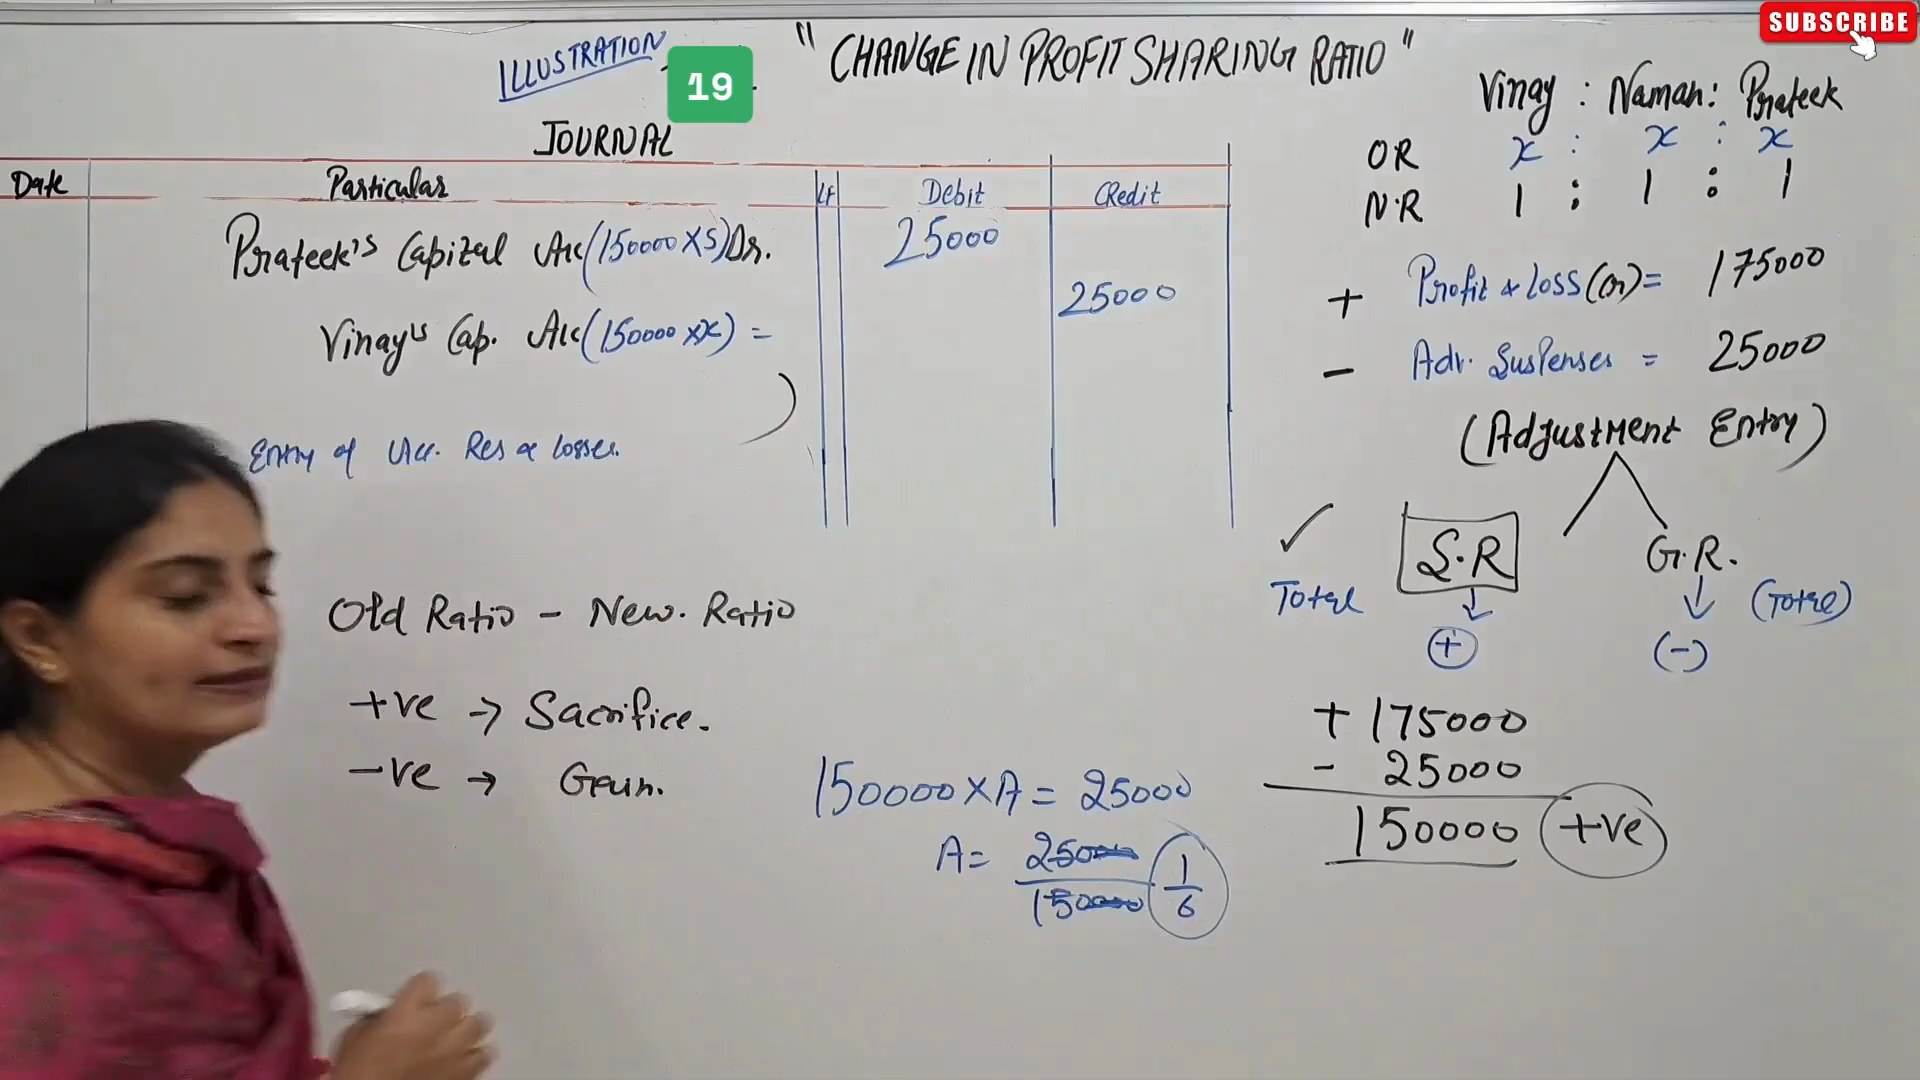 SUBSCRIBE
ILLUSTRATION - 19.
" CHANGE IN PROFIT SHARING RATIO "
JOURNAL
Date Particular LF Debit Credit
Prateek's Capital A/c (150000 X S) Dr. 25000
25000
Vinay's Cap. A/c (150000 X X) =
)
Entry of Acc. Res & losses.
Old Ratio - New. Ratio
+ve -> Sacrifice.
-ve -> Gain.
150000 X A = 25000
A = 25000
150000
1
6
Vinay : Naman : Prateek
OR x : x : x
N.R 1 : 1 : 1
+ Profit & Loss (Cr) = 175000
- Adv. Suspenses = 25000
(Adjustment Entry)
✓ S.R G.R.
Total ↓ ↓ (Total)
(+) (-)
+ 175000
- 25000
150000 +ve